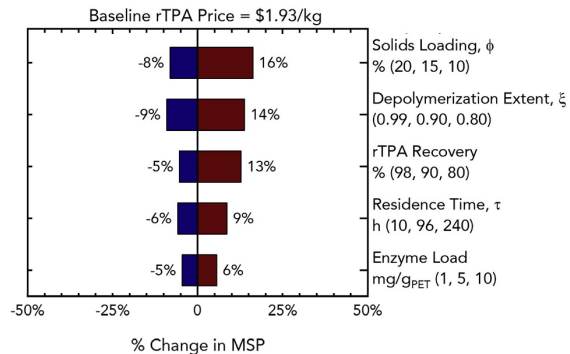 Baseline rTPA Price = $1.93/kg
-8% 16% Solids Loading, ϕ
% (20, 15, 10)
-9% 14% Depolymerization Extent, ξ
(0.99, 0.90, 0.80)
-5% 13% rTPA Recovery
% (98, 90, 80)
-6% 9% Residence Time, τ
h (10, 96, 240)
-5% 6% Enzyme Load
mg/gPET (1, 5, 10)
-50% -25% 0 25% 50%
% Change in MSP